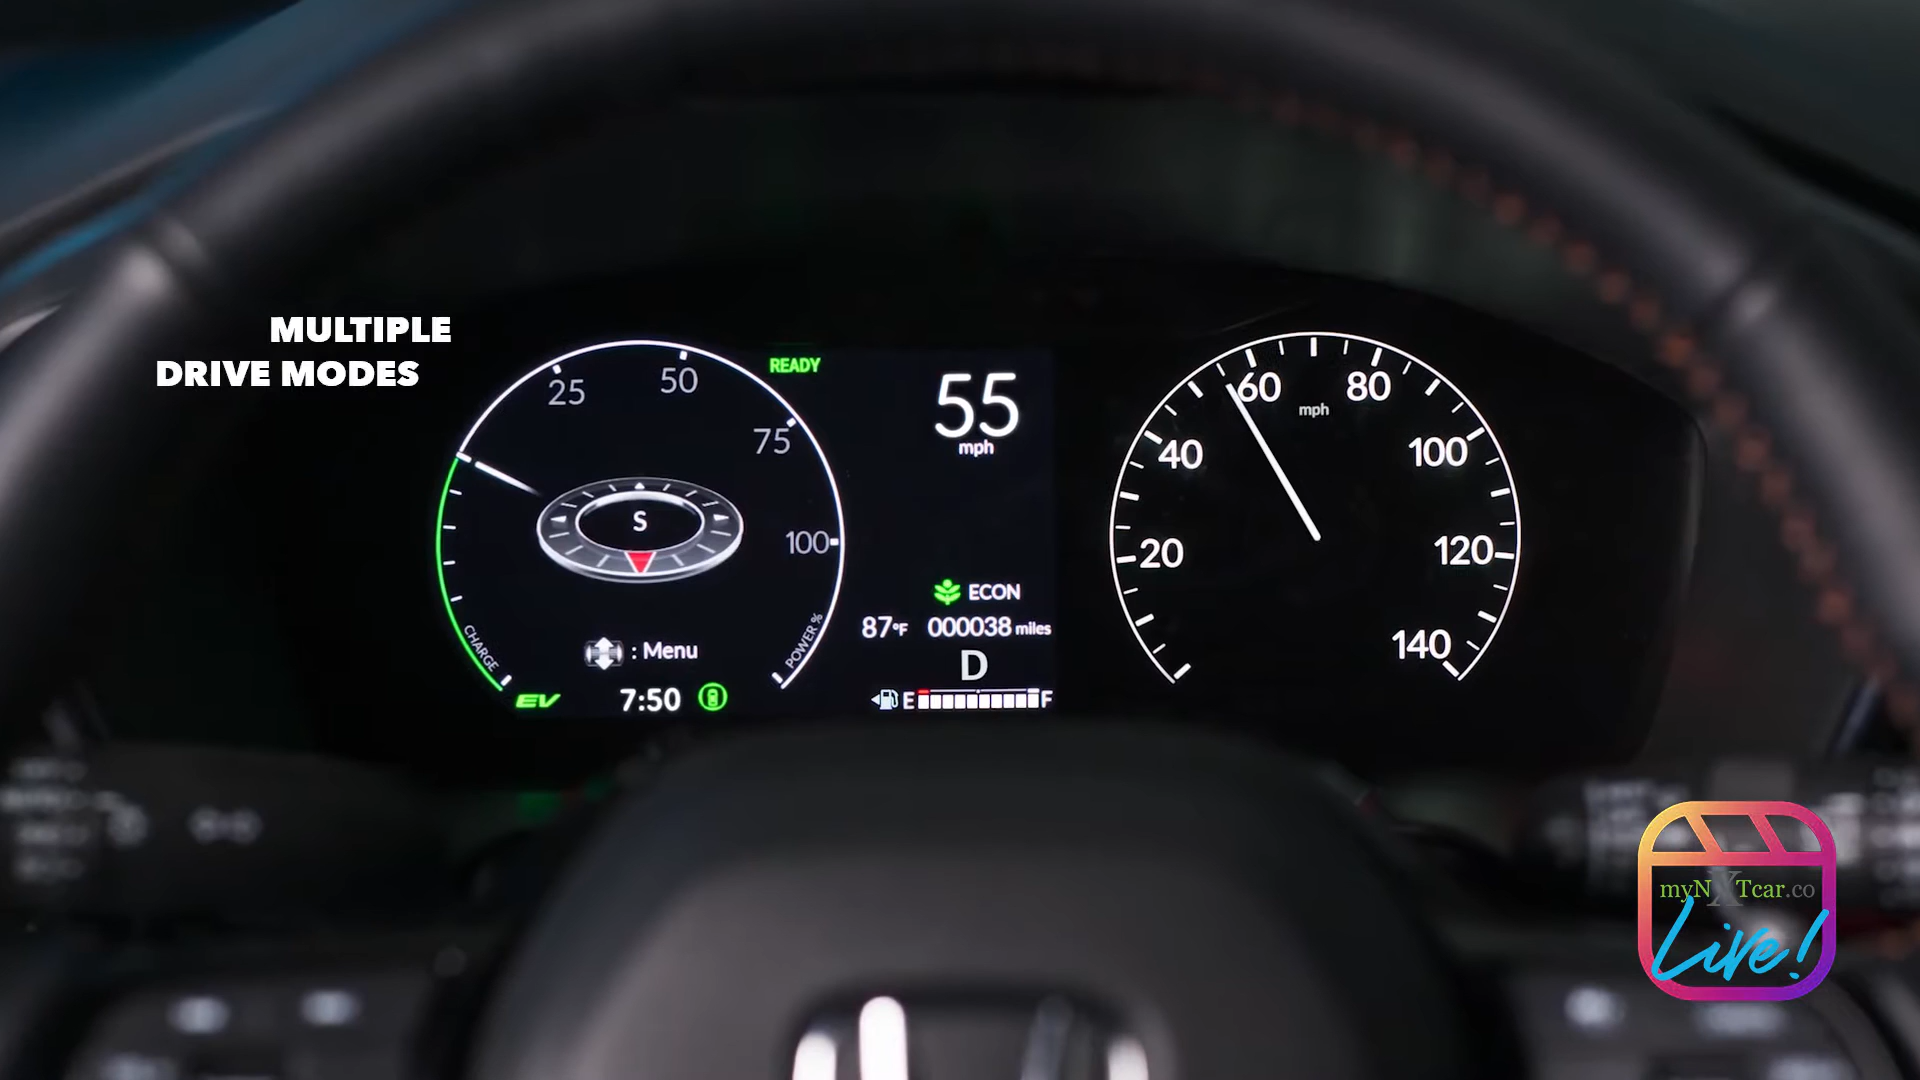 MULTIPLE
DRIVE MODES
25
50
75
100
CHARGE
POWER %
S
: Menu
EV
7:50
READY
55
mph
ECON
87°F 000038 miles
D
E F
20
40
60
80
100
120
140
mph
myNXTcar.co
Live!